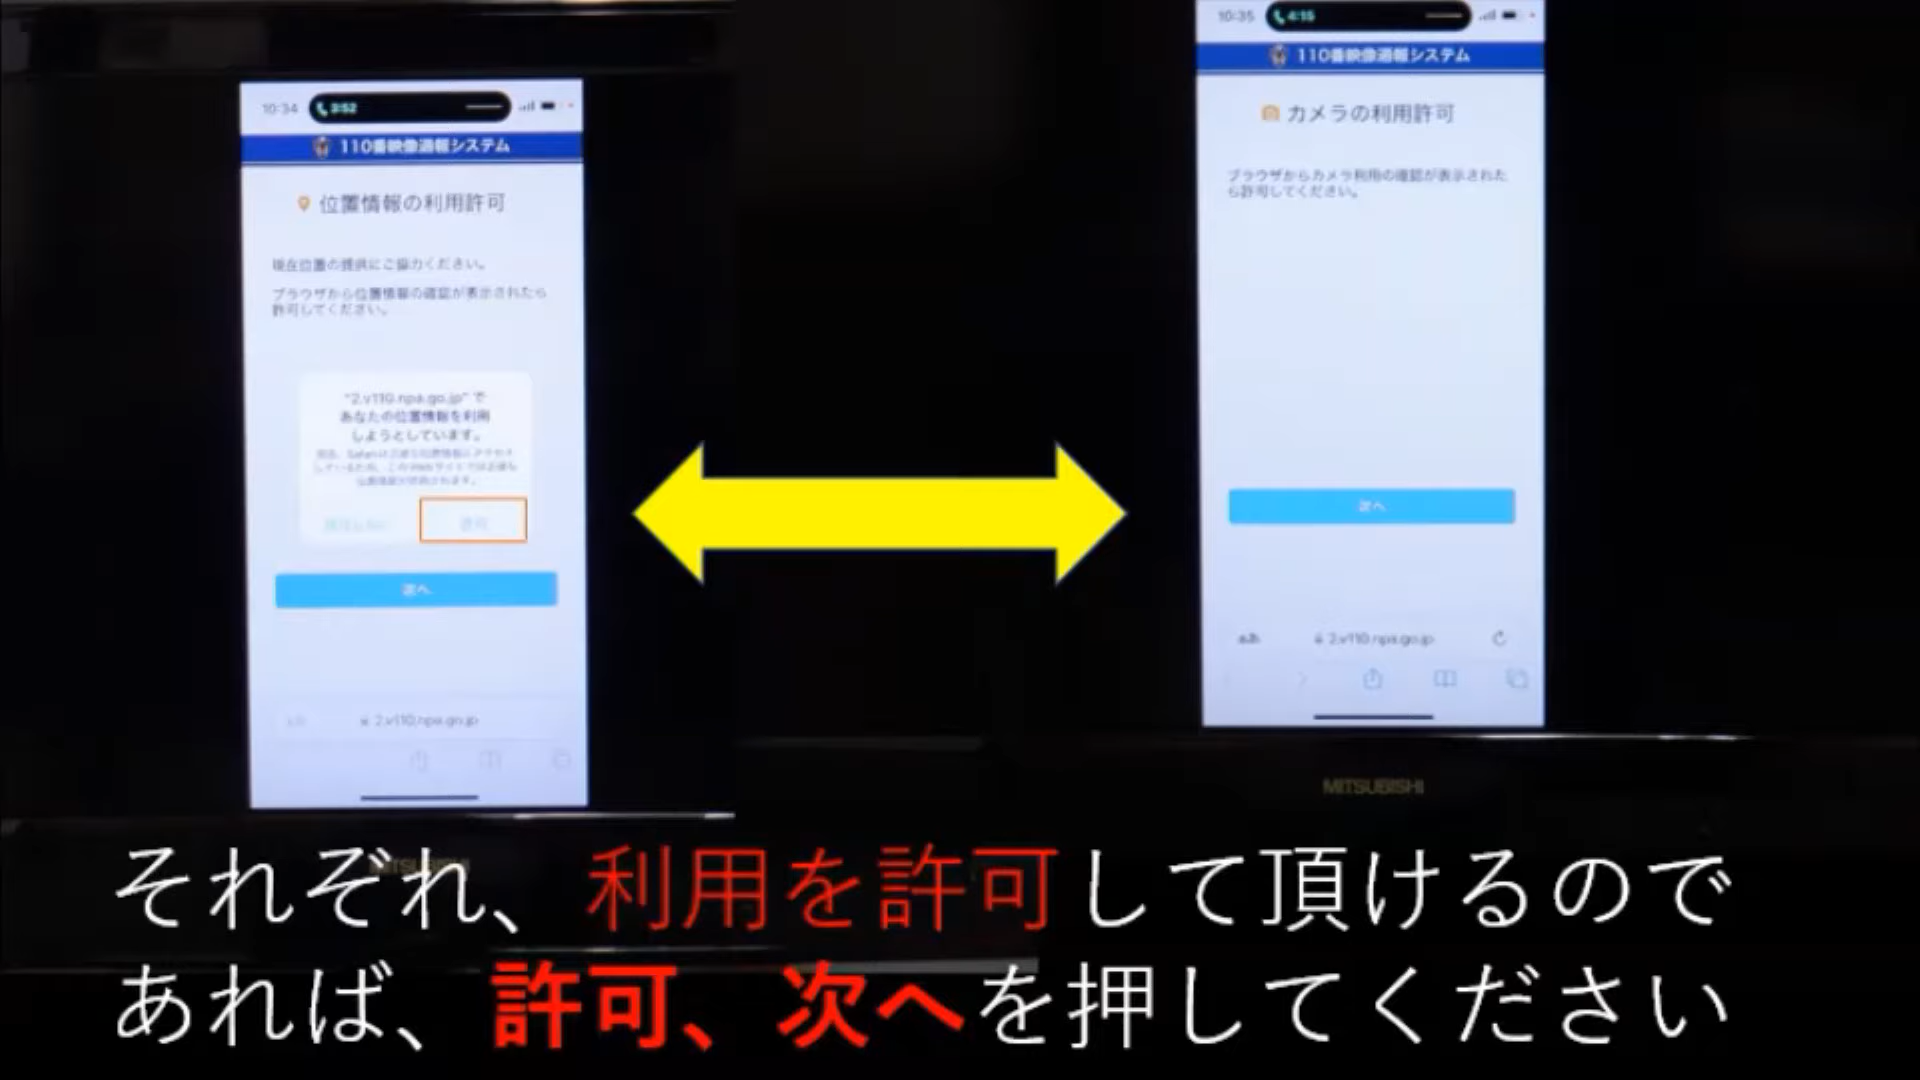 10:34
3:52
110番映像通報システム
位置情報の利用許可
現在位置の提供にご協力ください。
ブラウザから位置情報の確認が表示されたら
許可してください。
"2.v110.npa.go.jp" で
あなたの位置情報を利用
しようとしています。
許可
次へ
2.v110.npa.go.jp
10:35
4:15
110番映像通報システム
カメラの利用許可
ブラウザからカメラ利用の確認が表示された
ら許可してください。
次へ
2.v110.npa.go.jp
MITSUBISHI
MITSUBISHI
それぞれ、利用を許可して頂けるので
あれば、許可、次へを押してください